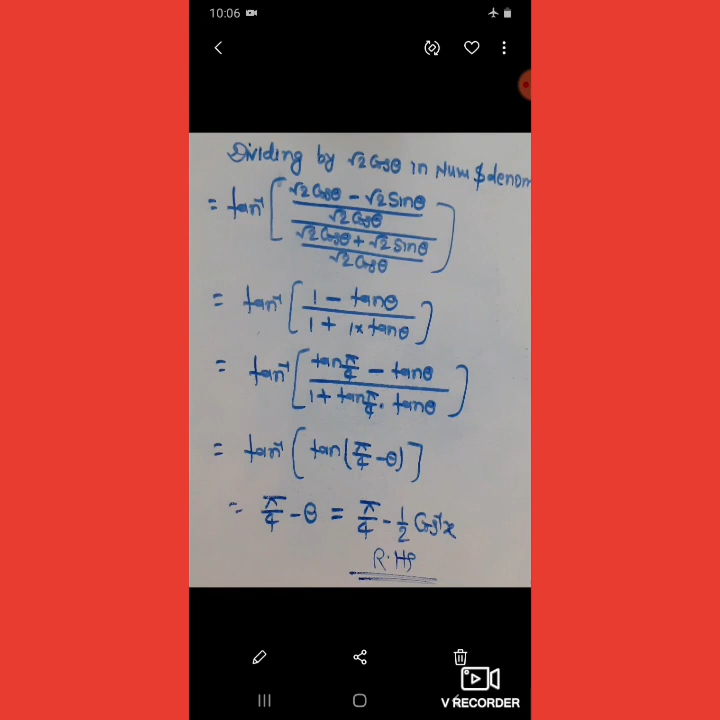 10:06
Dividing by √2 Cosθ in Num & denom
= tan⁻¹ [ (√2 Cosθ - √2 Sinθ / √2 Cosθ) / (√2 Cosθ + √2 Sinθ / √2 Cosθ) ]
= tan⁻¹ [ (1 - tanθ) / (1 + 1× tanθ) ]
= tan⁻¹ [ (tan π/4 - tanθ) / (1 + tan π/4 . tanθ) ]
= tan⁻¹ [ tan (π/4 - θ) ]
= π/4 - θ = π/4 - 1/2 Cos⁻¹x
R.HS
V RECORDER